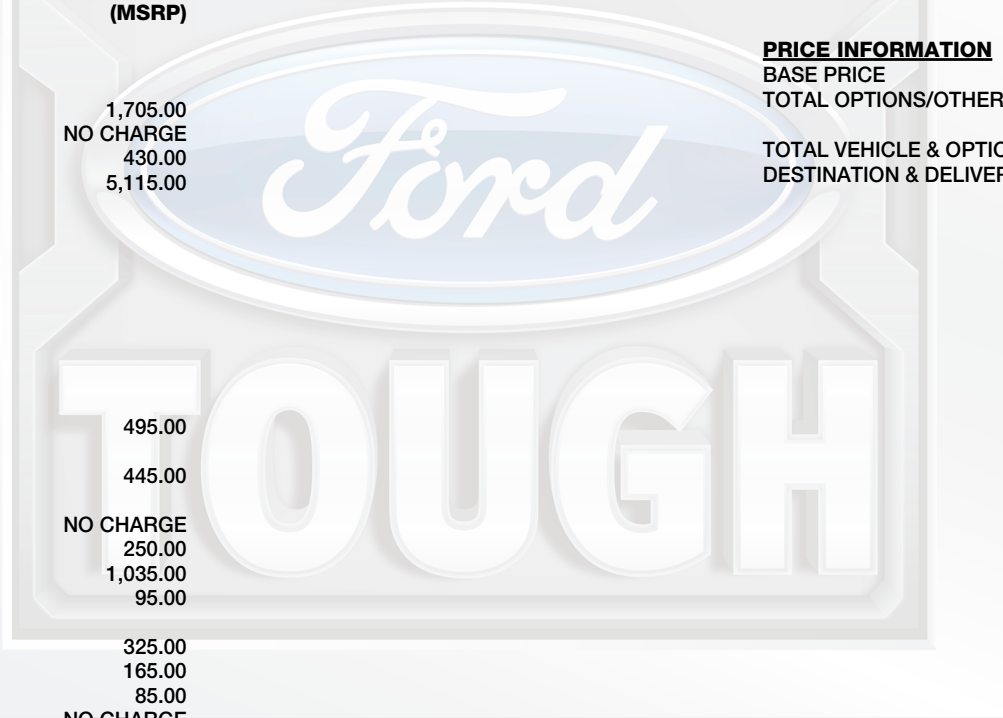 (MSRP)
1,705.00
NO CHARGE
430.00
5,115.00
495.00
445.00
NO CHARGE
250.00
1,035.00
95.00
325.00
165.00
85.00
NO CHARGE
PRICE INFORMATION
BASE PRICE
TOTAL OPTIONS/OTHER
TOTAL VEHICLE & OPTIO
DESTINATION & DELIVER
Ford
TOUGH